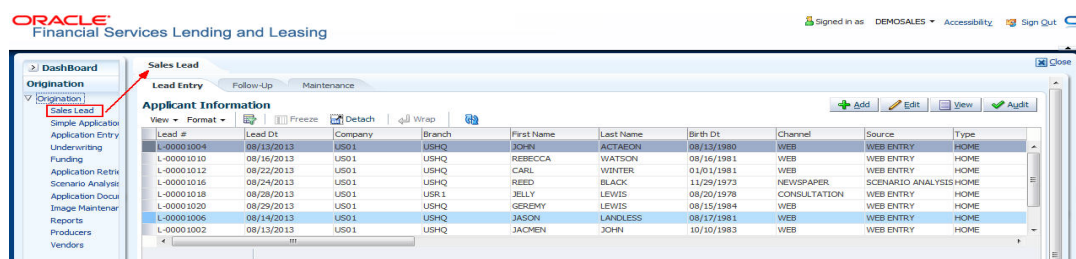 ORACLE
Financial Services Lending and Leasing
Signed in as DEMOSALES Accessibility Sign Out
Close
DashBoard
Origination
Origination
Sales Lead
Simple Application
Application Entry
Underwriting
Funding
Application Retrie
Scenario Analysis
Application Docu
Image Maintenan
Reports
Producers
Vendors
Sales Lead
Lead Entry Follow-Up Maintenance
Applicant Information
Add Edit View Audit
View Format Freeze Detach Wrap
Lead # Lead Dt Company Branch First Name Last Name Birth Dt Channel Source Type
L-00001004 08/13/2013 US01 USHQ JOHN ACTAEON 08/13/1980 WEB WEB ENTRY HOME
L-00001010 08/16/2013 US01 USHQ REBECCA WATSON 08/16/1981 WEB WEB ENTRY HOME
L-00001012 08/22/2013 US01 USHQ CARL WINTER 01/01/1981 WEB WEB ENTRY HOME
L-00001016 08/24/2013 US01 USHQ REED BLACK 11/29/1973 NEWSPAPER SCENARIO ANALYSIS HOME
L-00001018 08/28/2013 USR1 USHQ JELLY LEWIS 08/20/1978 CONSULTATION WEB ENTRY HOME
L-00001020 08/29/2013 US01 USHQ GEREMY LEWIS 08/15/1984 WEB WEB ENTRY HOME
L-00001006 08/14/2013 US01 USHQ JASON LANDLESS 08/17/1981 WEB WEB ENTRY HOME
L-00001002 08/13/2013 US01 USHQ JACMEN JOHN 10/10/1983 WEB WEB ENTRY HOME